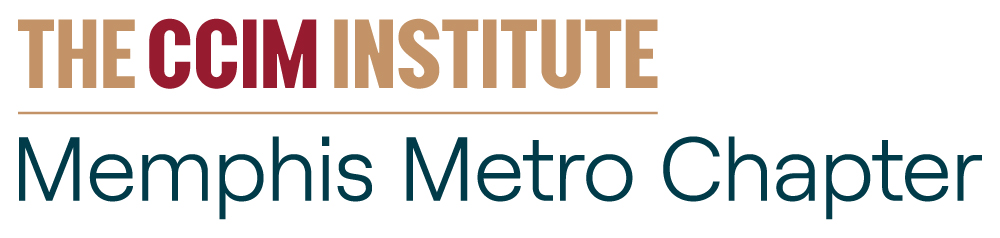 THE CCIM INSTITUTE
Memphis Metro Chapter